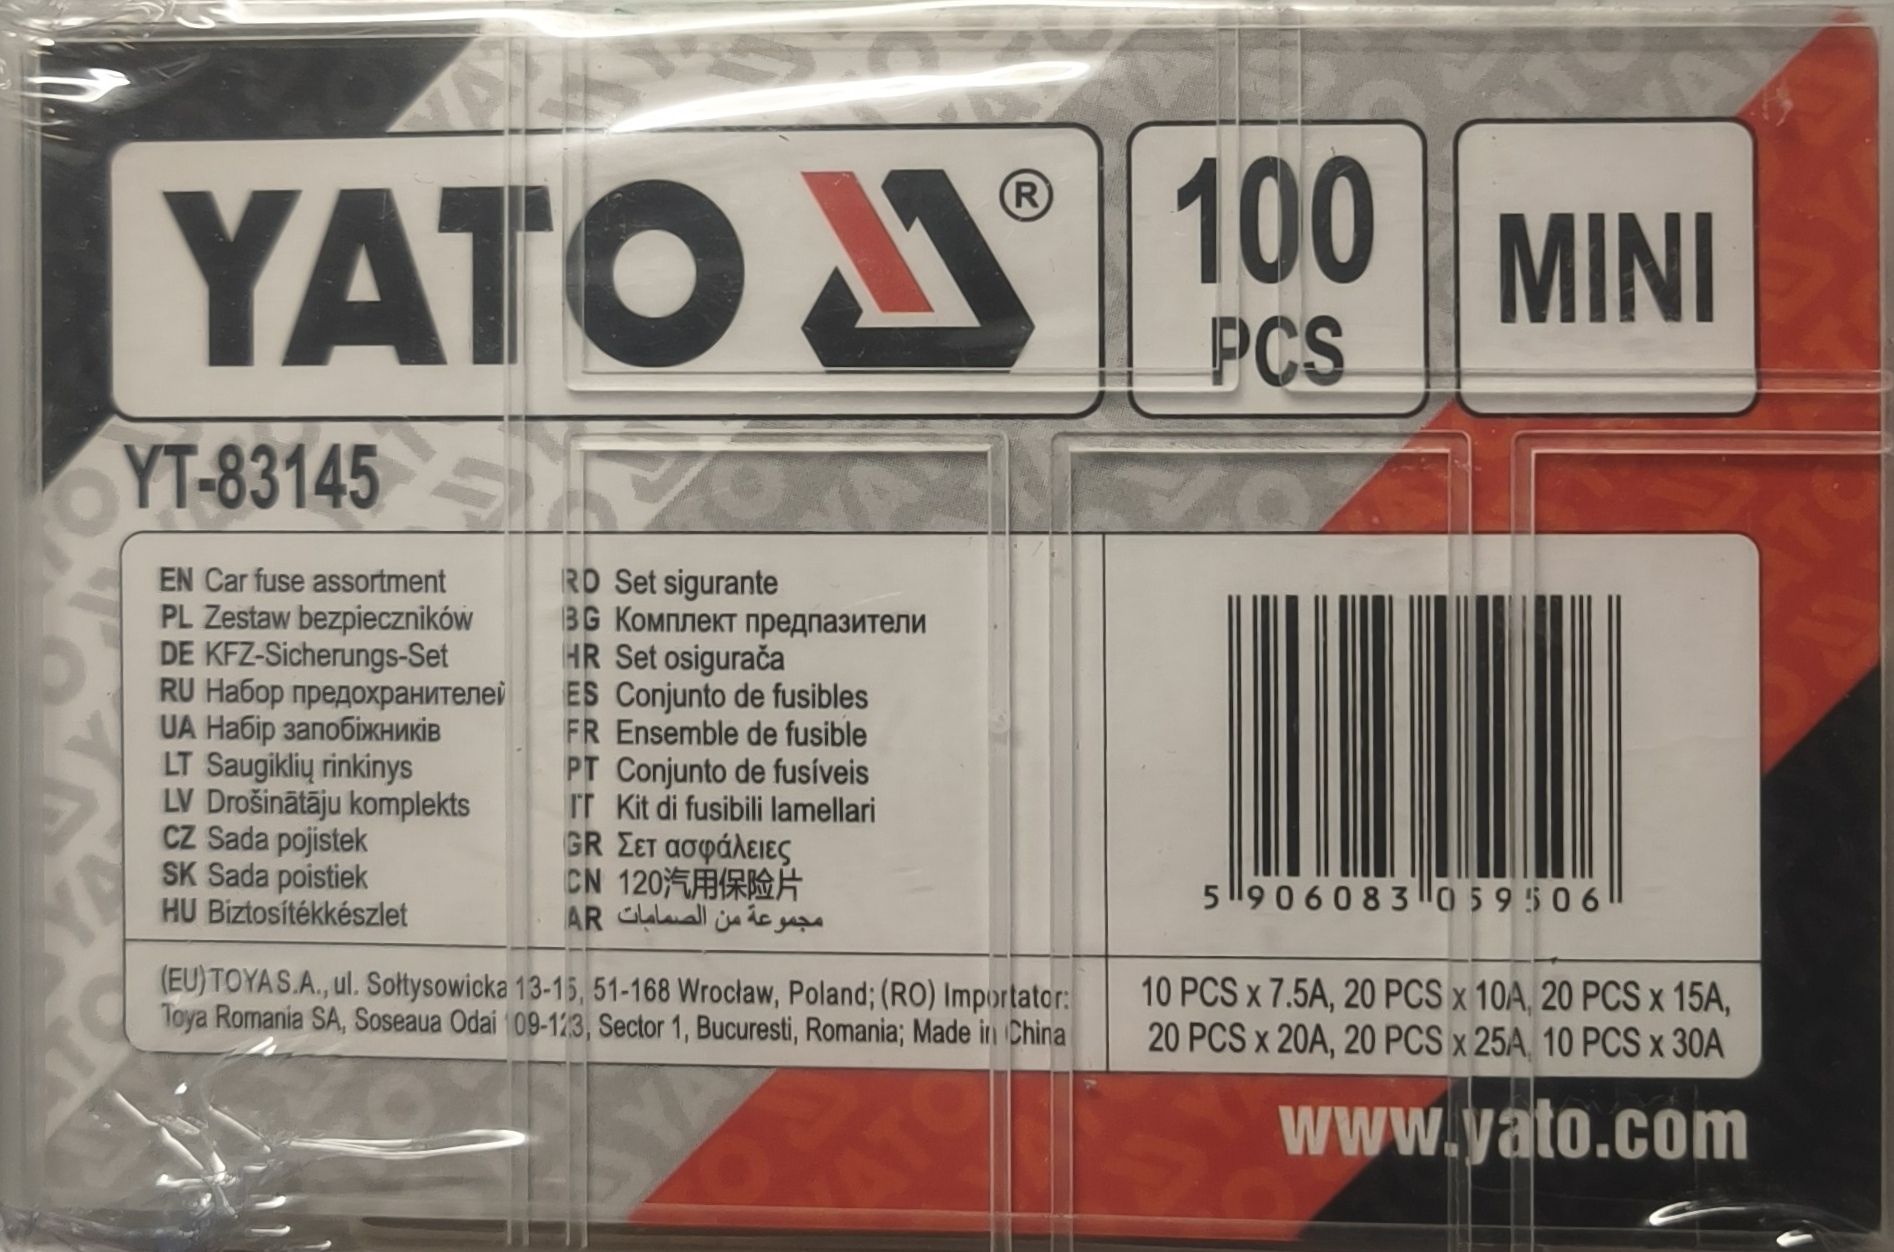 YATO ®
100
PCS
MINI
YT-83145
EN Car fuse assortment
PL Zestaw bezpieczników
DE KFZ-Sicherungs-Set
RU Набор предохранителей
UA Набір запобіжників
LT Saugiklių rinkinys
LV Drošinātāju komplekts
CZ Sada pojistek
SK Sada poistiek
HU Biztosítékkészlet
RO Set sigurante
BG Комплект предпазители
HR Set osigurača
ES Conjunto de fusibles
FR Ensemble de fusible
PT Conjunto de fusíveis
IT Kit di fusibili lamellari
GR Σετ ασφάλειες
CN 120汽用保险片
AR مجموعة من الصمامات
5 906083 059506
(EU) TOYA S.A., ul. Sołtysowicka 13-15, 51-168 Wrocław, Poland; (RO) Importator:
Toya Romania SA, Soseaua Odai 109-123, Sector 1, Bucuresti, Romania; Made in China
10 PCS x 7.5A, 20 PCS x 10A, 20 PCS x 15A,
20 PCS x 20A, 20 PCS x 25A, 10 PCS x 30A
www.yato.com